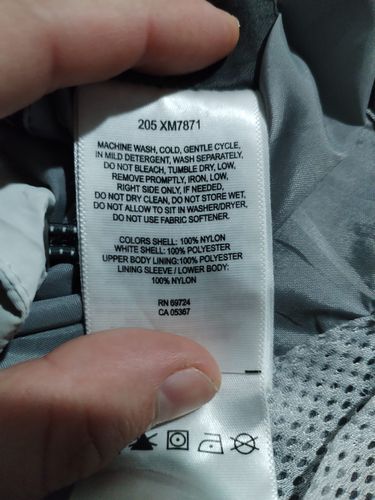 205 XM7871
MACHINE WASH, COLD, GENTLE CYCLE,
IN MILD DETERGENT, WASH SEPARATELY,
DO NOT BLEACH, TUMBLE DRY, LOW,
REMOVE PROMPTLY, IRON, LOW,
RIGHT SIDE ONLY, IF NEEDED,
DO NOT DRY CLEAN, DO NOT STORE WET,
DO NOT ALLOW TO SIT IN WASHER/DRYER,
DO NOT USE FABRIC SOFTENER.
COLORS SHELL: 100% NYLON
WHITE SHELL: 100% POLYESTER
UPPER BODY LINING: 100% POLYESTER
LINING SLEEVE / LOWER BODY:
100% NYLON
RN 69724
CA 05367